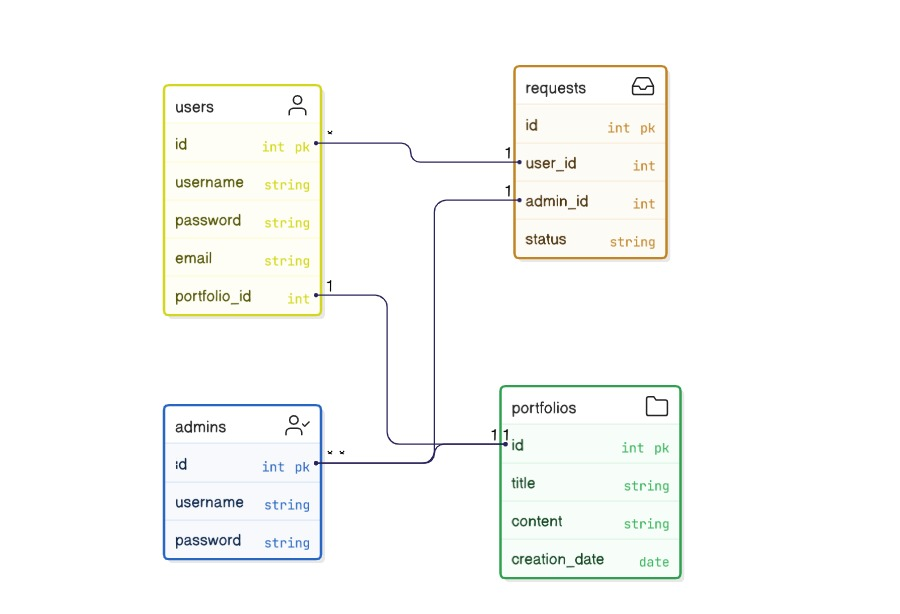 users
id int pk
username string
password string
email string
portfolio_id int
*
1
requests
id int pk
user_id int
admin_id int
status string
1
1
admins
id int pk
username string
password string
* *
portfolios
id int pk
title string
content string
creation_date date
1 1